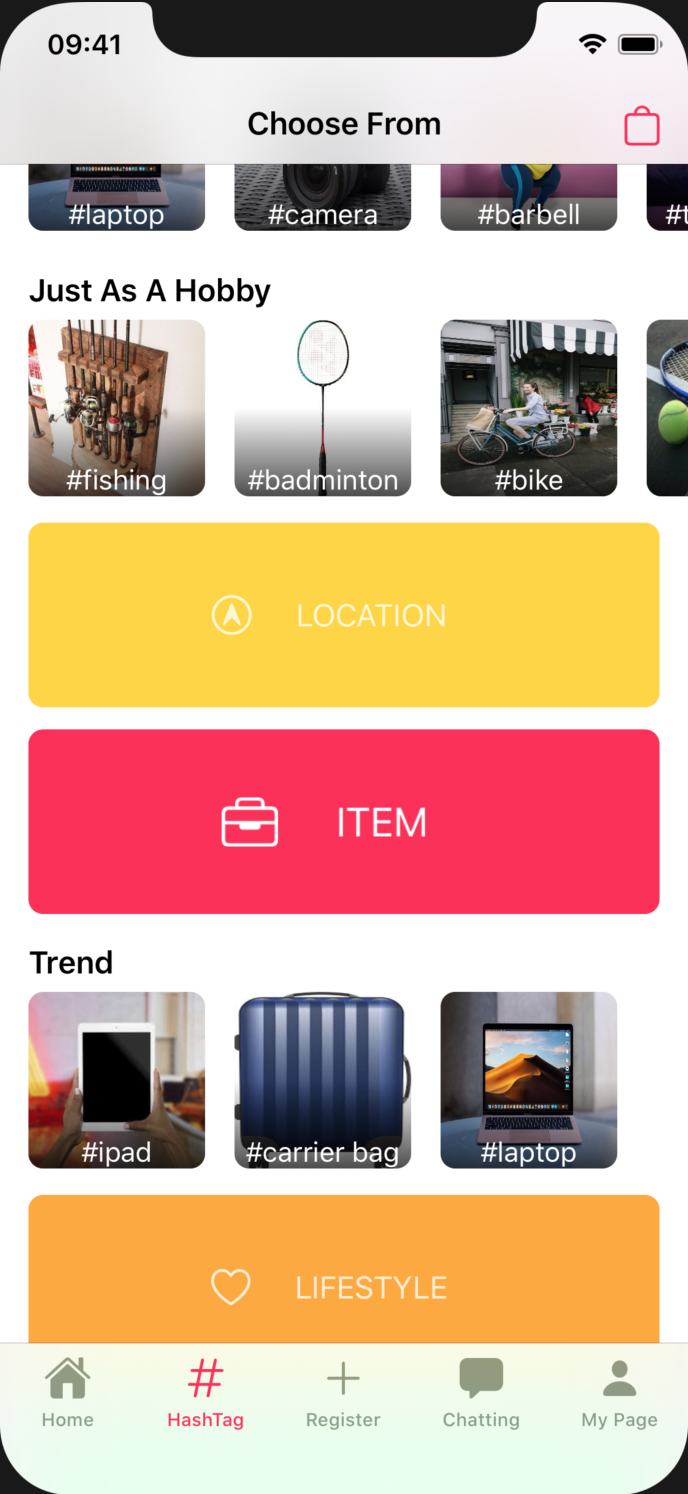 09:41
Choose From
#laptop
#camera
#barbell
Just As A Hobby
#fishing
#badminton
#bike
LOCATION
ITEM
Trend
#ipad
#carrier bag
#laptop
LIFESTYLE
Home
HashTag
Register
Chatting
My Page